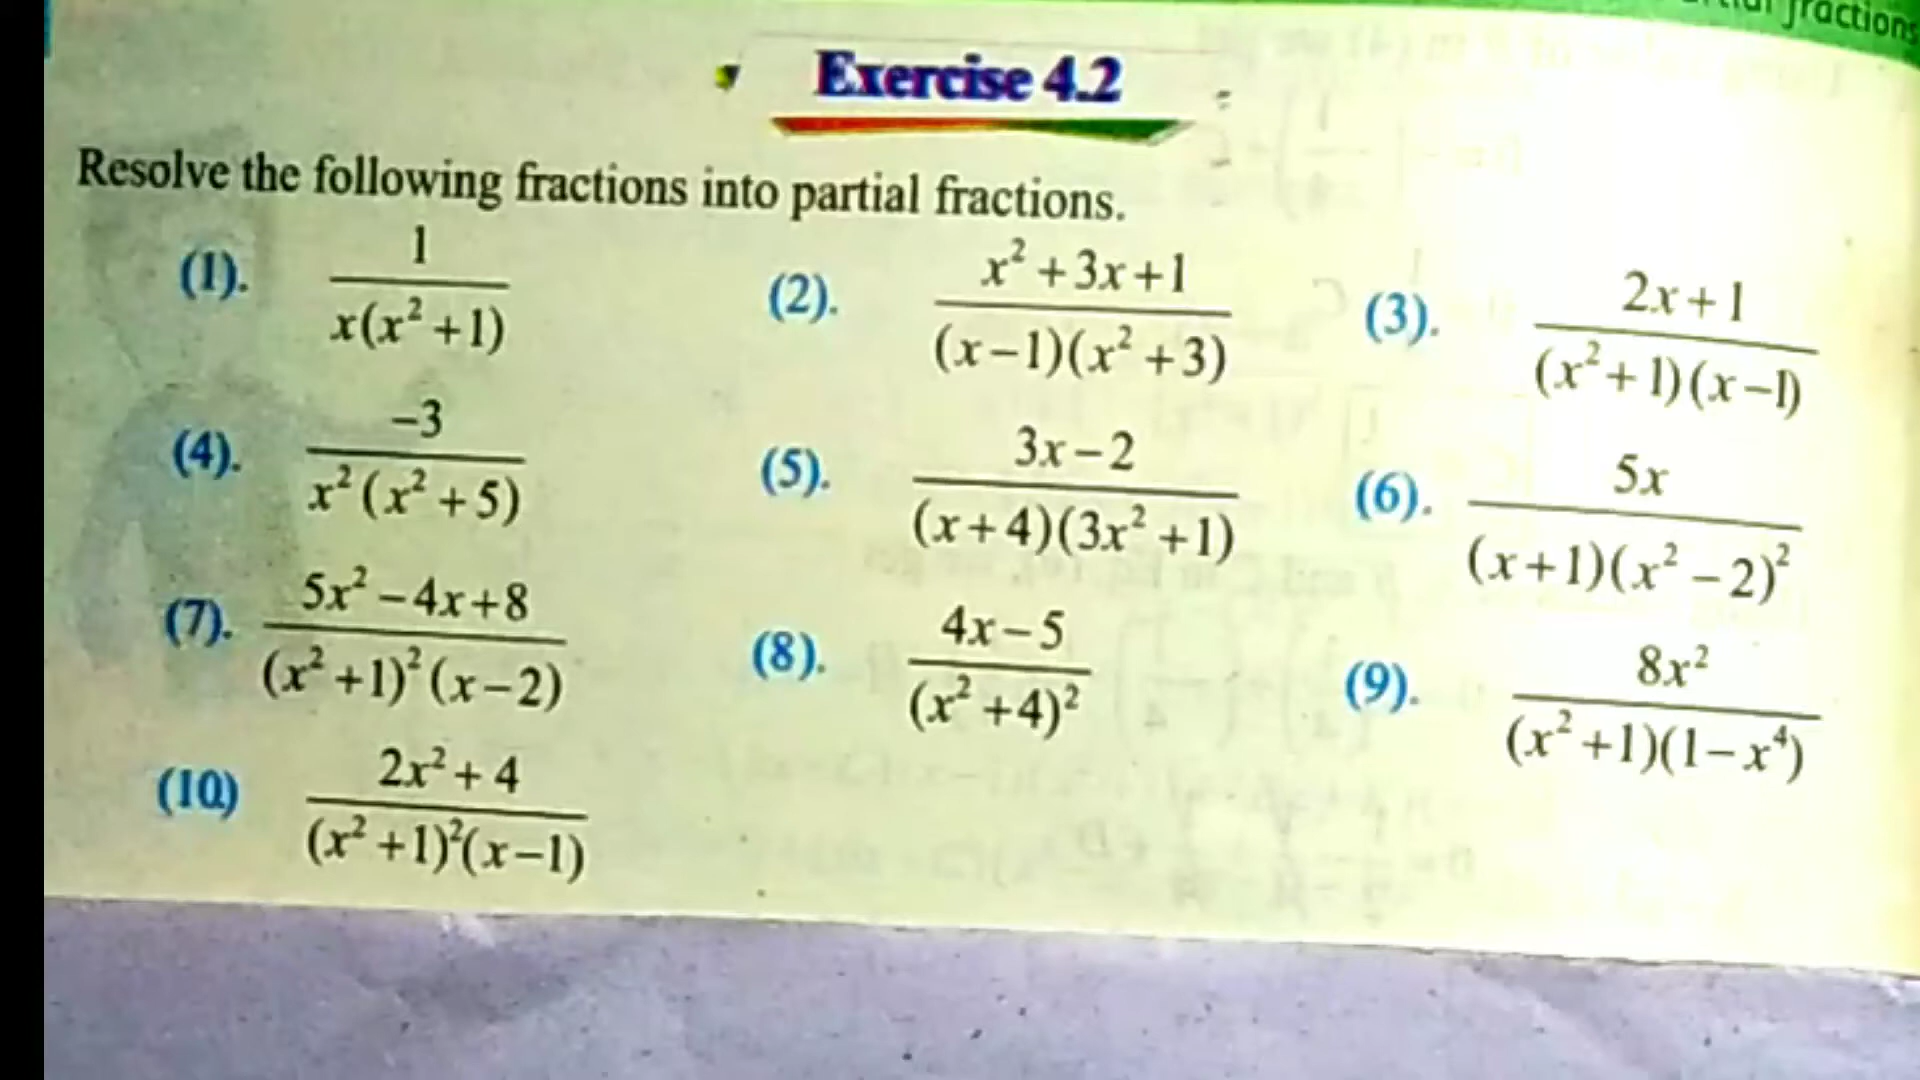 fractions
Exercise 4.2
Resolve the following fractions into partial fractions.
(1). 1 / x(x²+1)
(2). x²+3x+1 / (x−1)(x²+3)
(3). 2x+1 / (x²+1)(x−1)
(4). −3 / x²(x²+5)
(5). 3x−2 / (x+4)(3x²+1)
(6). 5x / (x+1)(x²−2)²
(7). 5x²−4x+8 / (x²+1)²(x−2)
(8). 4x−5 / (x²+4)²
(9). 8x² / (x²+1)(1−x⁴)
(10) 2x²+4 / (x²+1)²(x−1)